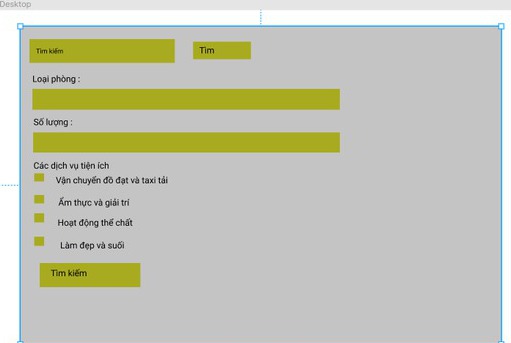 Desktop
Tìm kiếm
Tìm
Loại phòng :
Số lượng :
Các dịch vụ tiện ích
Vận chuyển đồ đạt và taxi tải
Ẩm thực và giải trí
Hoạt động thể chất
Làm đẹp và suối
Tìm kiếm